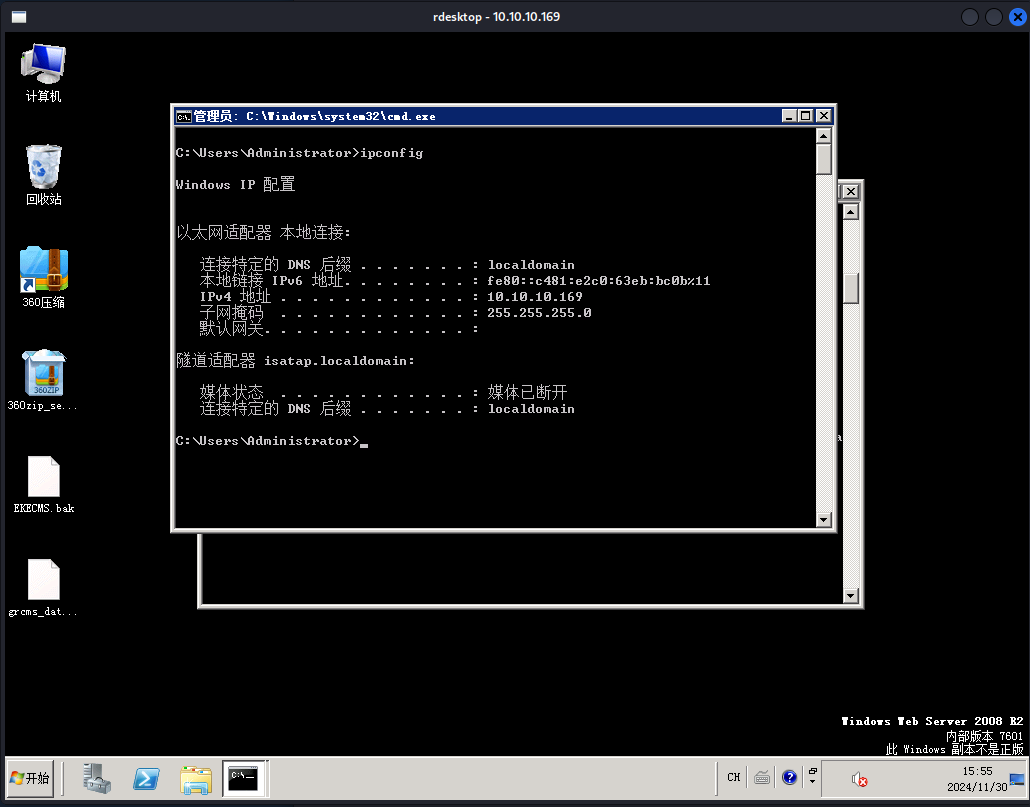 rdesktop - 10.10.10.169
计算机
回收站
360压缩
360ZIP
360zip_se...
EKECMS.bak
grcms_dat...
管理员: C:\Windows\system32\cmd.exe
C:\Users\Administrator>ipconfig
Windows IP 配置
以太网适配器 本地连接:
连接特定的 DNS 后缀 . . . . . . . : localdomain
本地链接 IPv6 地址. . . . . . . . : fe80::c481:e2c0:63eb:bc0b%11
IPv4 地址 . . . . . . . . . . . . : 10.10.10.169
子网掩码 . . . . . . . . . . . . : 255.255.255.0
默认网关. . . . . . . . . . . . . :
隧道适配器 isatap.localdomain:
媒体状态 . . . . . . . . . . . . : 媒体已断开
连接特定的 DNS 后缀 . . . . . . . : localdomain
C:\Users\Administrator>_
a
Windows Web Server 2008 R2
内部版本 7601
此 Windows 副本不是正版
开始
C:\_
CH
15:55
2024/11/30